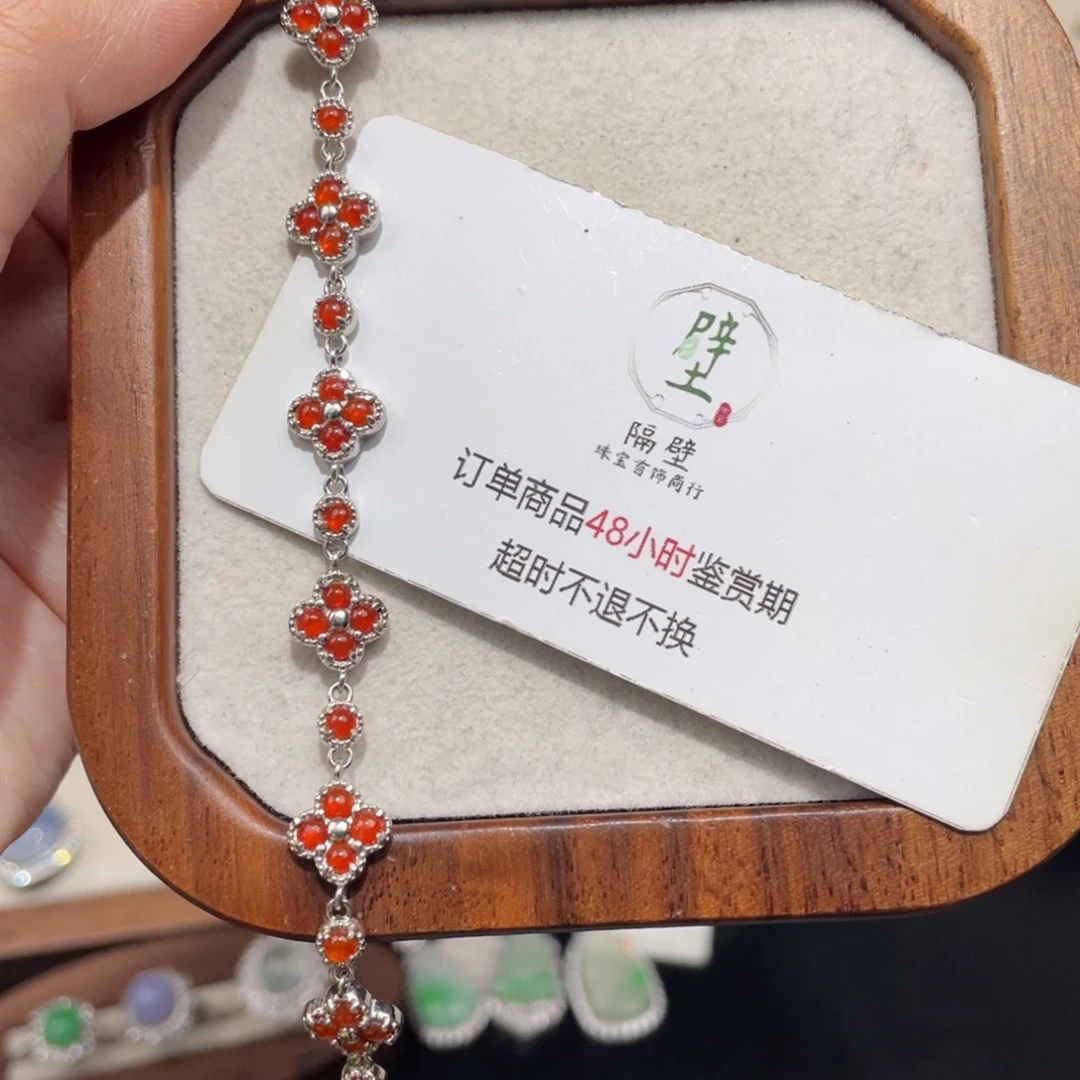 壁
隔壁
珠宝首饰商行
订单商品48小时鉴赏期
超时不退不换